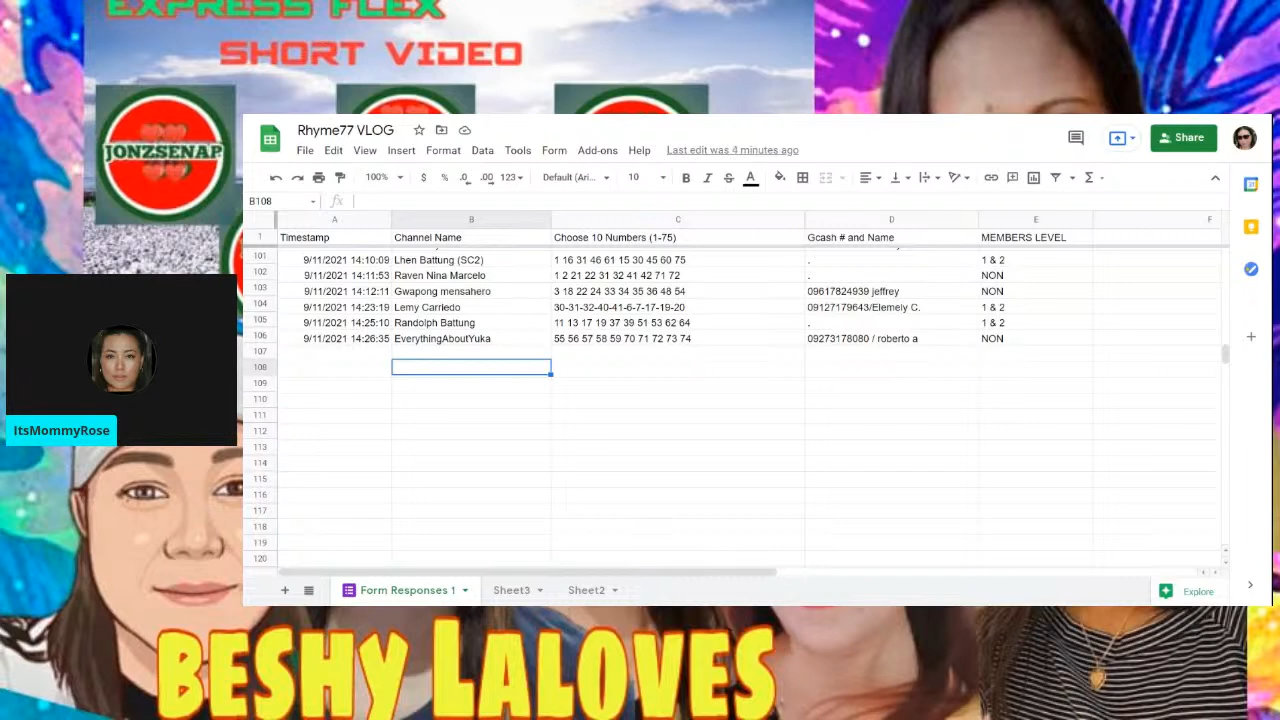 EXPRESS FLEX
SHORT VIDEO
JONZSENAP
Rhyme77 VLOG
File Edit View Insert Format Data Tools Form Add-ons Help Last edit was 4 minutes ago
Share
100% $ % .0 .00 123 Default (Ari... 10 B I S A
B108 fx
A B C D E F
1 Timestamp Channel Name Choose 10 Numbers (1-75) Gcash # and Name MEMBERS LEVEL
101 9/11/2021 14:10:09 Lhen Battung (SC2) 1 16 31 46 61 15 30 45 60 75 . 1 & 2
102 9/11/2021 14:11:53 Raven Nina Marcelo 1 2 21 22 31 32 41 42 71 72 . NON
103 9/11/2021 14:12:11 Gwapong mensahero 3 18 22 24 33 34 35 36 48 54 09617824939 jeffrey NON
104 9/11/2021 14:23:19 Lemy Carriedo 30-31-32-40-41-6-7-17-19-20 09127179643/Elemely C. 1 & 2
105 9/11/2021 14:25:10 Randolph Battung 11 13 17 19 37 39 51 53 62 64 . 1 & 2
106 9/11/2021 14:26:35 EverythingAboutYuka 55 56 57 58 59 70 71 72 73 74 09273178080 / roberto a NON
107
108
109
110
111
112
113
114
115
116
117
118
119
120
Form Responses 1 Sheet3 Sheet2 Explore
ItsMommyRose
BESHY LALOVES